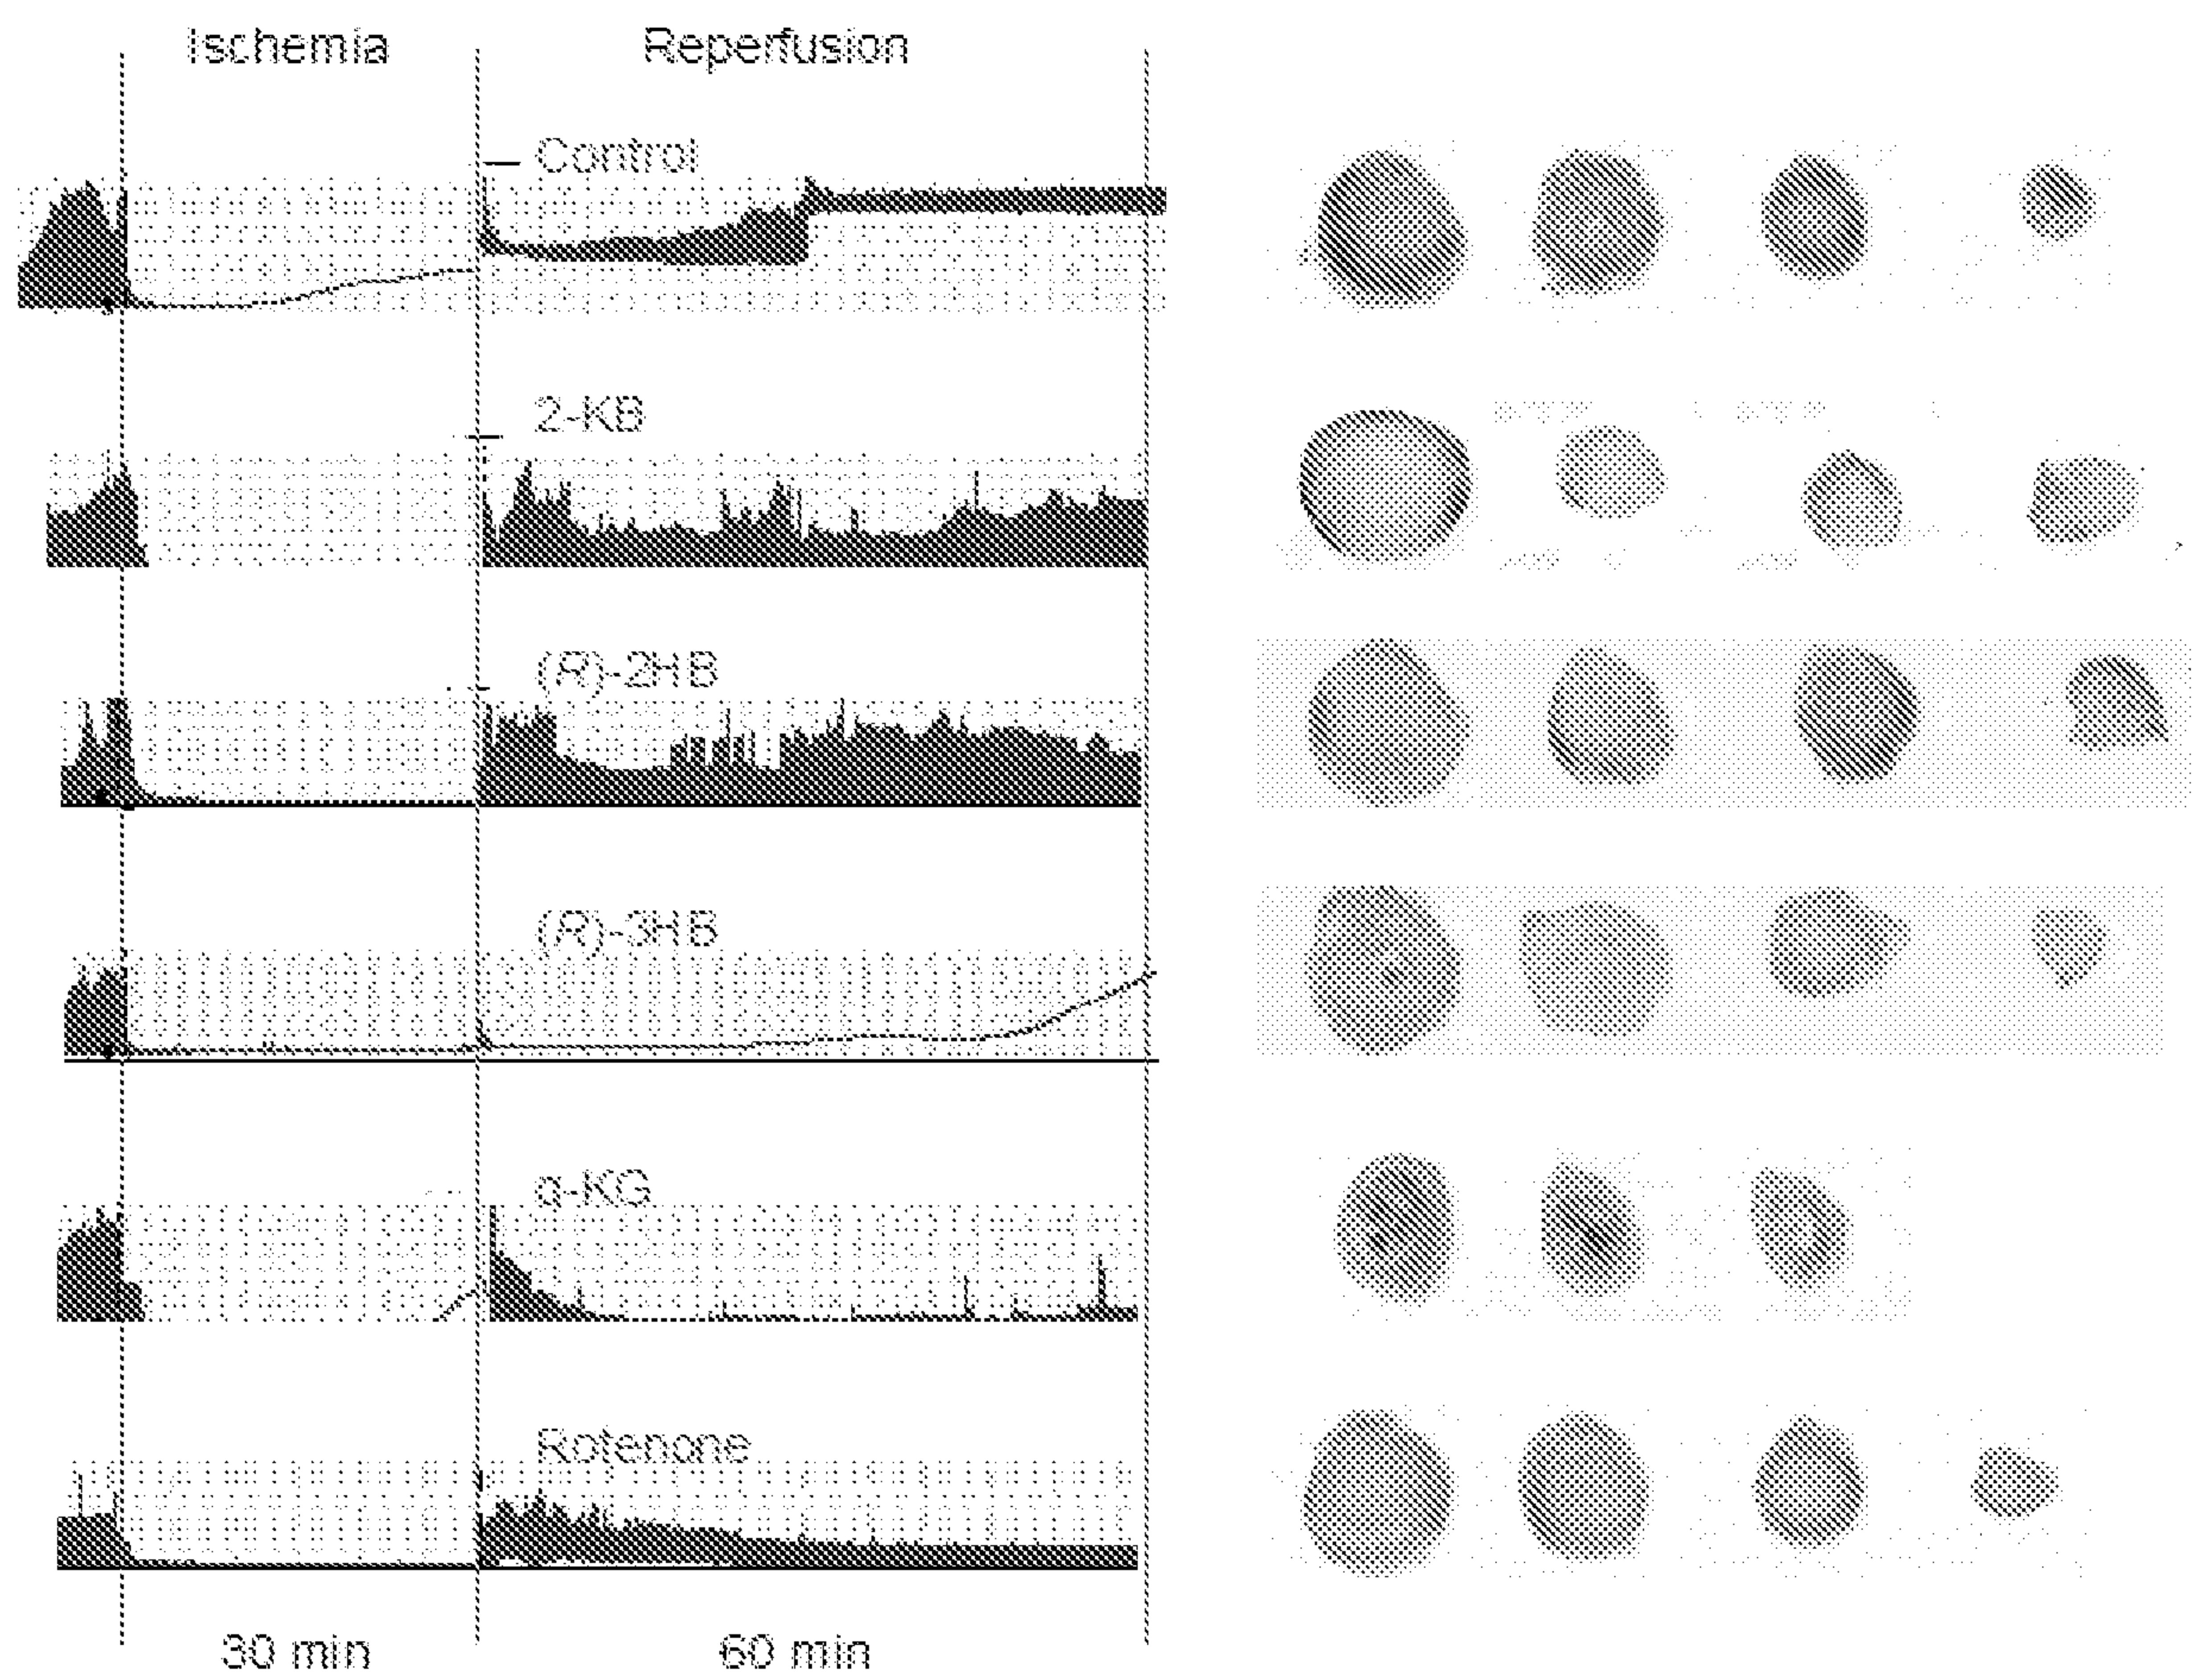 Ischemia Reperfusion
Control
2-KB
(R)-2HB
(R)-3HB
α-KG
Rotenone
30 min 60 min